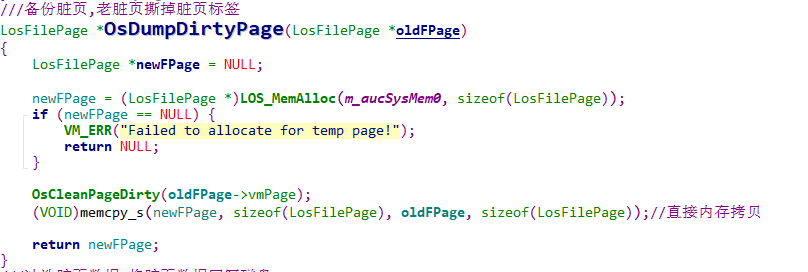 ///备份脏页,老脏页撕掉脏页标签
LosFilePage *OsDumpDirtyPage(LosFilePage *oldFPage)
{
    LosFilePage *newFPage = NULL;

    newFPage = (LosFilePage *)LOS_MemAlloc(m_aucSysMem0, sizeof(LosFilePage));
    if (newFPage == NULL) {
        VM_ERR("Failed to allocate for temp page!");
        return NULL;
    }

    OsCleanPageDirty(oldFPage->vmPage);
    (VOID)memcpy_s(newFPage, sizeof(LosFilePage), oldFPage, sizeof(LosFilePage));//直接内存拷贝

    return newFPage;
}